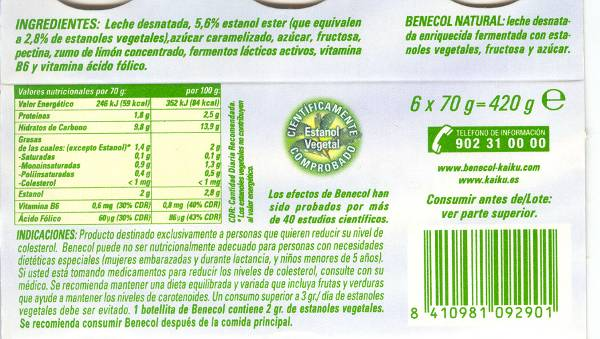 INGREDIENTES: Leche desnatada, 5,6% estanol ester (que equivalen
a 2,8% de estanoles vegetales),azúcar caramelizado, azúcar, fructosa,
pectina, zumo de limón concentrado, fermentos lácticos activos, vitamina
B6 y vitamina ácido fólico.
BENECOL NATURAL: leche desnata-
da enriquecida fermentada con esta-
noles vegetales, fructosa y azúcar.
Valores nutricionales por 70 g: por 100 g:
Valor Energético 246 kJ (59 kcal) 352 kJ (84 kcal)
Proteínas 1,8 g 2,5 g
Hidratos de Carbono 9,8 g 13,9 g
Grasas
de las cuales: (excepto Estanol)* 1,4 g 2 g
-Saturadas 0,1 g 0,1 g
-Monoinsaturadas 0,9 g 1,3 g
-Poliinsaturadas 0,4 g 0,5 g
-Colesterol < 1 mg < 1 mg
Estanol 2 g 2,8 g
Vitamina B6 0,6 mg (30% CDR) 0,8 mg (40% CDR)
Ácido Fólico 60µg (30% CDR) 86µg (43% CDR)
CDR: Cantidad Diaria Recomendada.
* Los estanoles vegetales no contribuyen
al valor energético.
CIENTÍFICAMENTE
Estanol
Vegetal
COMPROBADO
Los efectos de Benecol han
sido probados por más
de 40 estudios científicos.
6 x 70 g=420 g e
TELÉFONO DE INFORMACIÓN
902 31 00 00
www.benecol-kaiku.com
www.kaiku.es
Consumir antes de/Lote:
ver parte superior.
INDICACIONES: Producto destinado exclusivamente a personas que quieren reducir su nivel de
colesterol. Benecol puede no ser nutricionalmente adecuado para personas con necesidades
dietéticas especiales (mujeres embarazadas y durante lactancia, y niños menores de 5 años).
Si usted está tomando medicamentos para reducir los niveles de colesterol, consulte con su
médico. Se recomienda mantener una dieta equilibrada y variada que incluya frutas y verduras
que ayude a mantener los niveles de carotenoides. Un consumo superior a 3 gr./ día de estanoles
vegetales debe ser evitado. 1 botellita de Benecol contiene 2 gr. de estanoles vegetales.
Se recomienda consumir Benecol después de la comida principal.
8 410981 092901